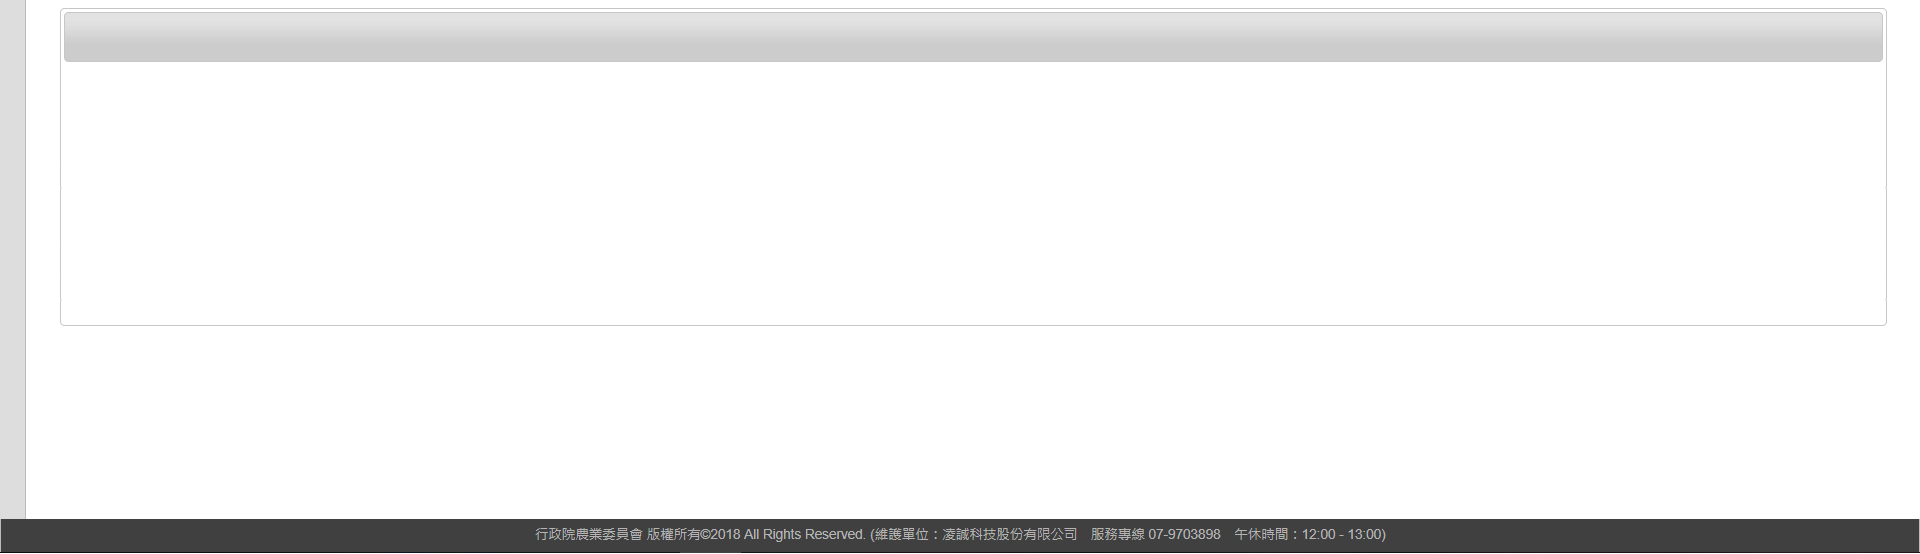 行政院農業委員會 版權所有©2018 All Rights Reserved. (維護單位：凌誠科技股份有限公司　服務專線 07-9703898　午休時間：12:00 - 13:00)